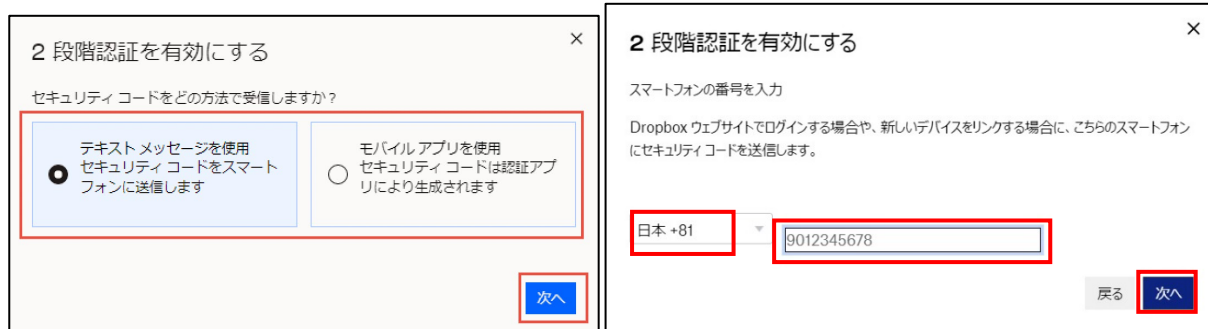 2 段階認証を有効にする
×
セキュリティ コードをどの方法で受信しますか？
テキスト メッセージを使用
セキュリティ コードをスマート
フォンに送信します
モバイル アプリを使用
セキュリティ コードは認証アプ
リにより生成されます
次へ
2 段階認証を有効にする
×
スマートフォンの番号を入力
Dropbox ウェブサイトでログインする場合や、新しいデバイスをリンクする場合に、こちらのスマートフォン
にセキュリティ コードを送信します。
日本 +81
9012345678
戻る
次へ